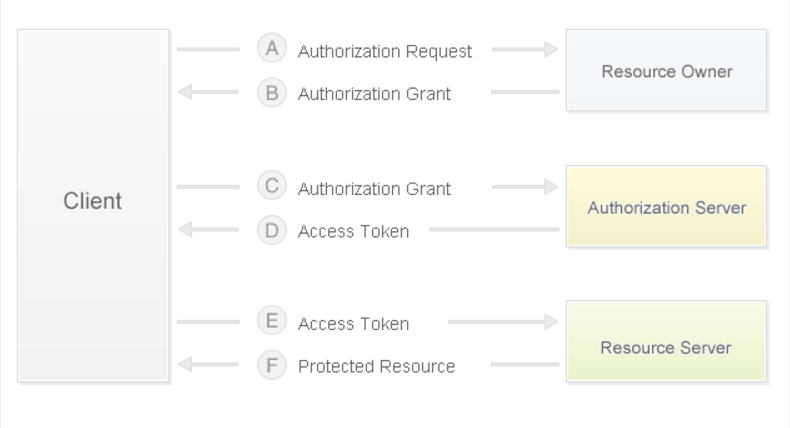 Client
A Authorization Request
Resource Owner
B Authorization Grant
C Authorization Grant
Authorization Server
D Access Token
E Access Token
Resource Server
F Protected Resource